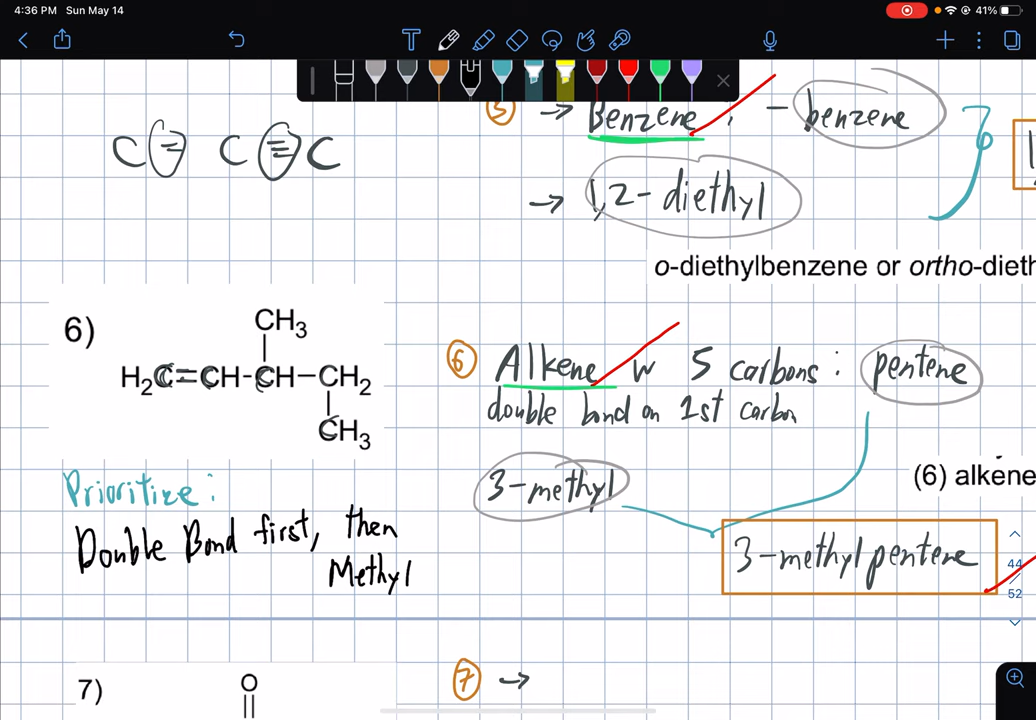 4:36 PM Sun May 14
41%
5 → Benzene : - benzene
C = C ≡ C
→ 1,2- diethyl
o-diethylbenzene or ortho-dieth
6)
CH3
H2C=CH-CH-CH2
CH3
6 Alkene w 5 carbons : pentene
double bond on 1st carbon
3-methyl
(6) alkene
Prioritize:
Double Bond first, then
Methyl
3-methyl pentene
44
52
7)
O
7 →